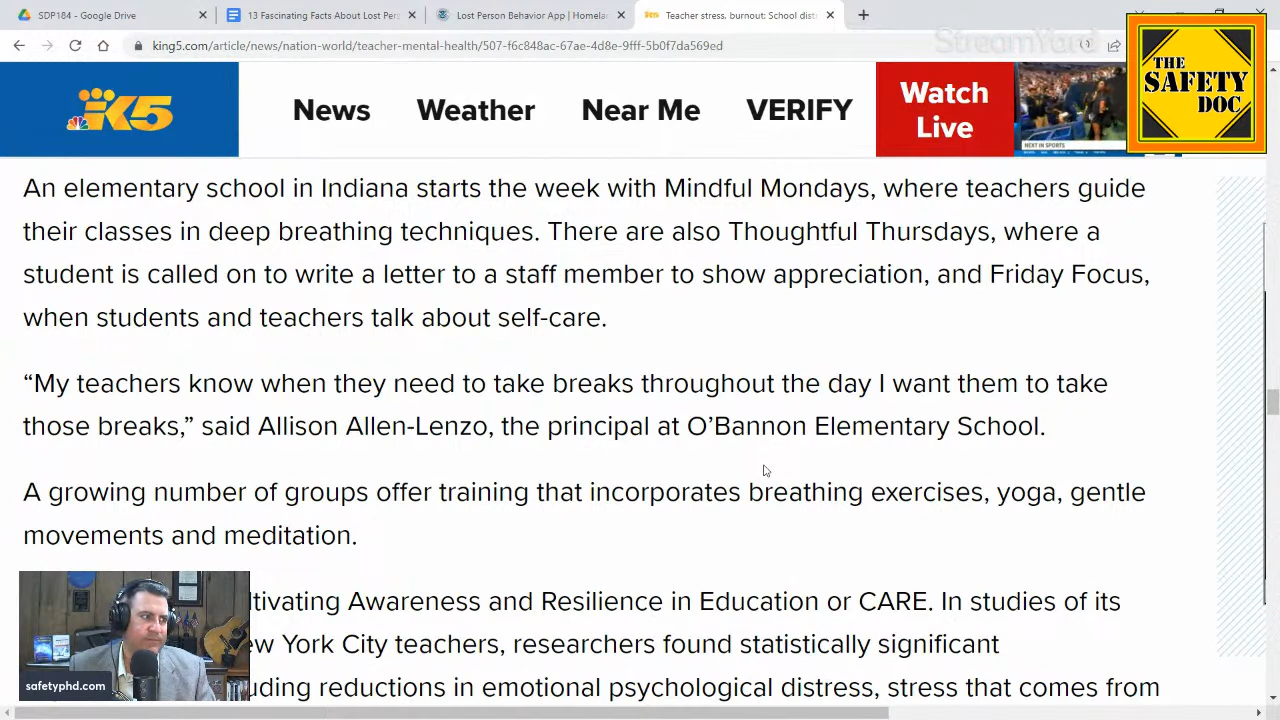 SDP184 - Google Drive
13 Fascinating Facts About Lost
Lost Person Behavior
Teacher stress, burnout: School dist
king5.com/article/news/nation-world/teacher-mental-health/507-f6c848ac-67ae-4d8e-9fff-5b0f7da569ed
StreamYard
THE
SAFETY
DOC
K5
News
Weather
Near Me
VERIFY
Watch
Live
NEXT IN SPORTS
An elementary school in Indiana starts the week with Mindful Mondays, where teachers guide
their classes in deep breathing techniques. There are also Thoughtful Thursdays, where a
student is called on to write a letter to a staff member to show appreciation, and Friday Focus,
when students and teachers talk about self-care.
“My teachers know when they need to take breaks throughout the day I want them to take
those breaks,” said Allison Allen-Lenzo, the principal at O’Bannon Elementary School.
A growing number of groups offer training that incorporates breathing exercises, yoga, gentle
movements and meditation.
ltivating Awareness and Resilience in Education or CARE. In studies of its
ew York City teachers, researchers found statistically significant
uding reductions in emotional psychological distress, stress that comes from
safetyphd.com